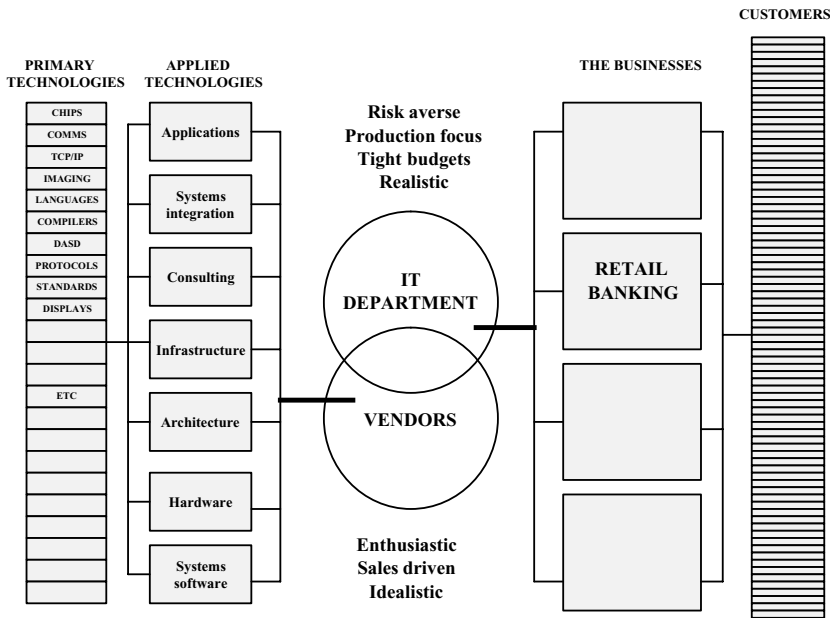 CUSTOMERS
PRIMARY
TECHNOLOGIES
APPLIED
TECHNOLOGIES
THE BUSINESSES
CHIPS
COMMS
TCP/IP
IMAGING
LANGUAGES
COMPILERS
DASD
PROTOCOLS
STANDARDS
DISPLAYS
ETC
Applications
Systems
integration
Consulting
Infrastructure
Architecture
Hardware
Systems
software
Risk averse
Production focus
Tight budgets
Realistic
IT
DEPARTMENT
VENDORS
Enthusiastic
Sales driven
Idealistic
RETAIL
BANKING